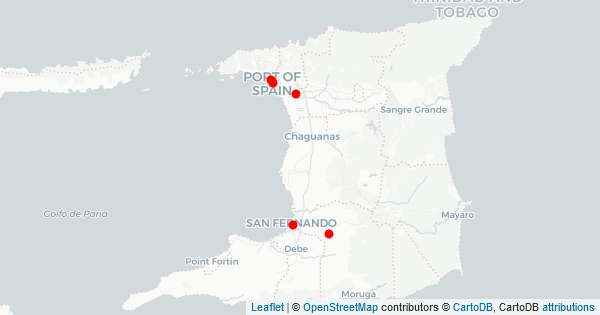 TRINIDAD AND
TOBAGO
PORT OF
SPAIN
Sangre Grande
Chaguanas
Golfo de Paria
Mayaro
SAN FERNANDO
Debe
Point Fortin
Moruga
Leaflet | © OpenStreetMap contributors © CartoDB, CartoDB attributions